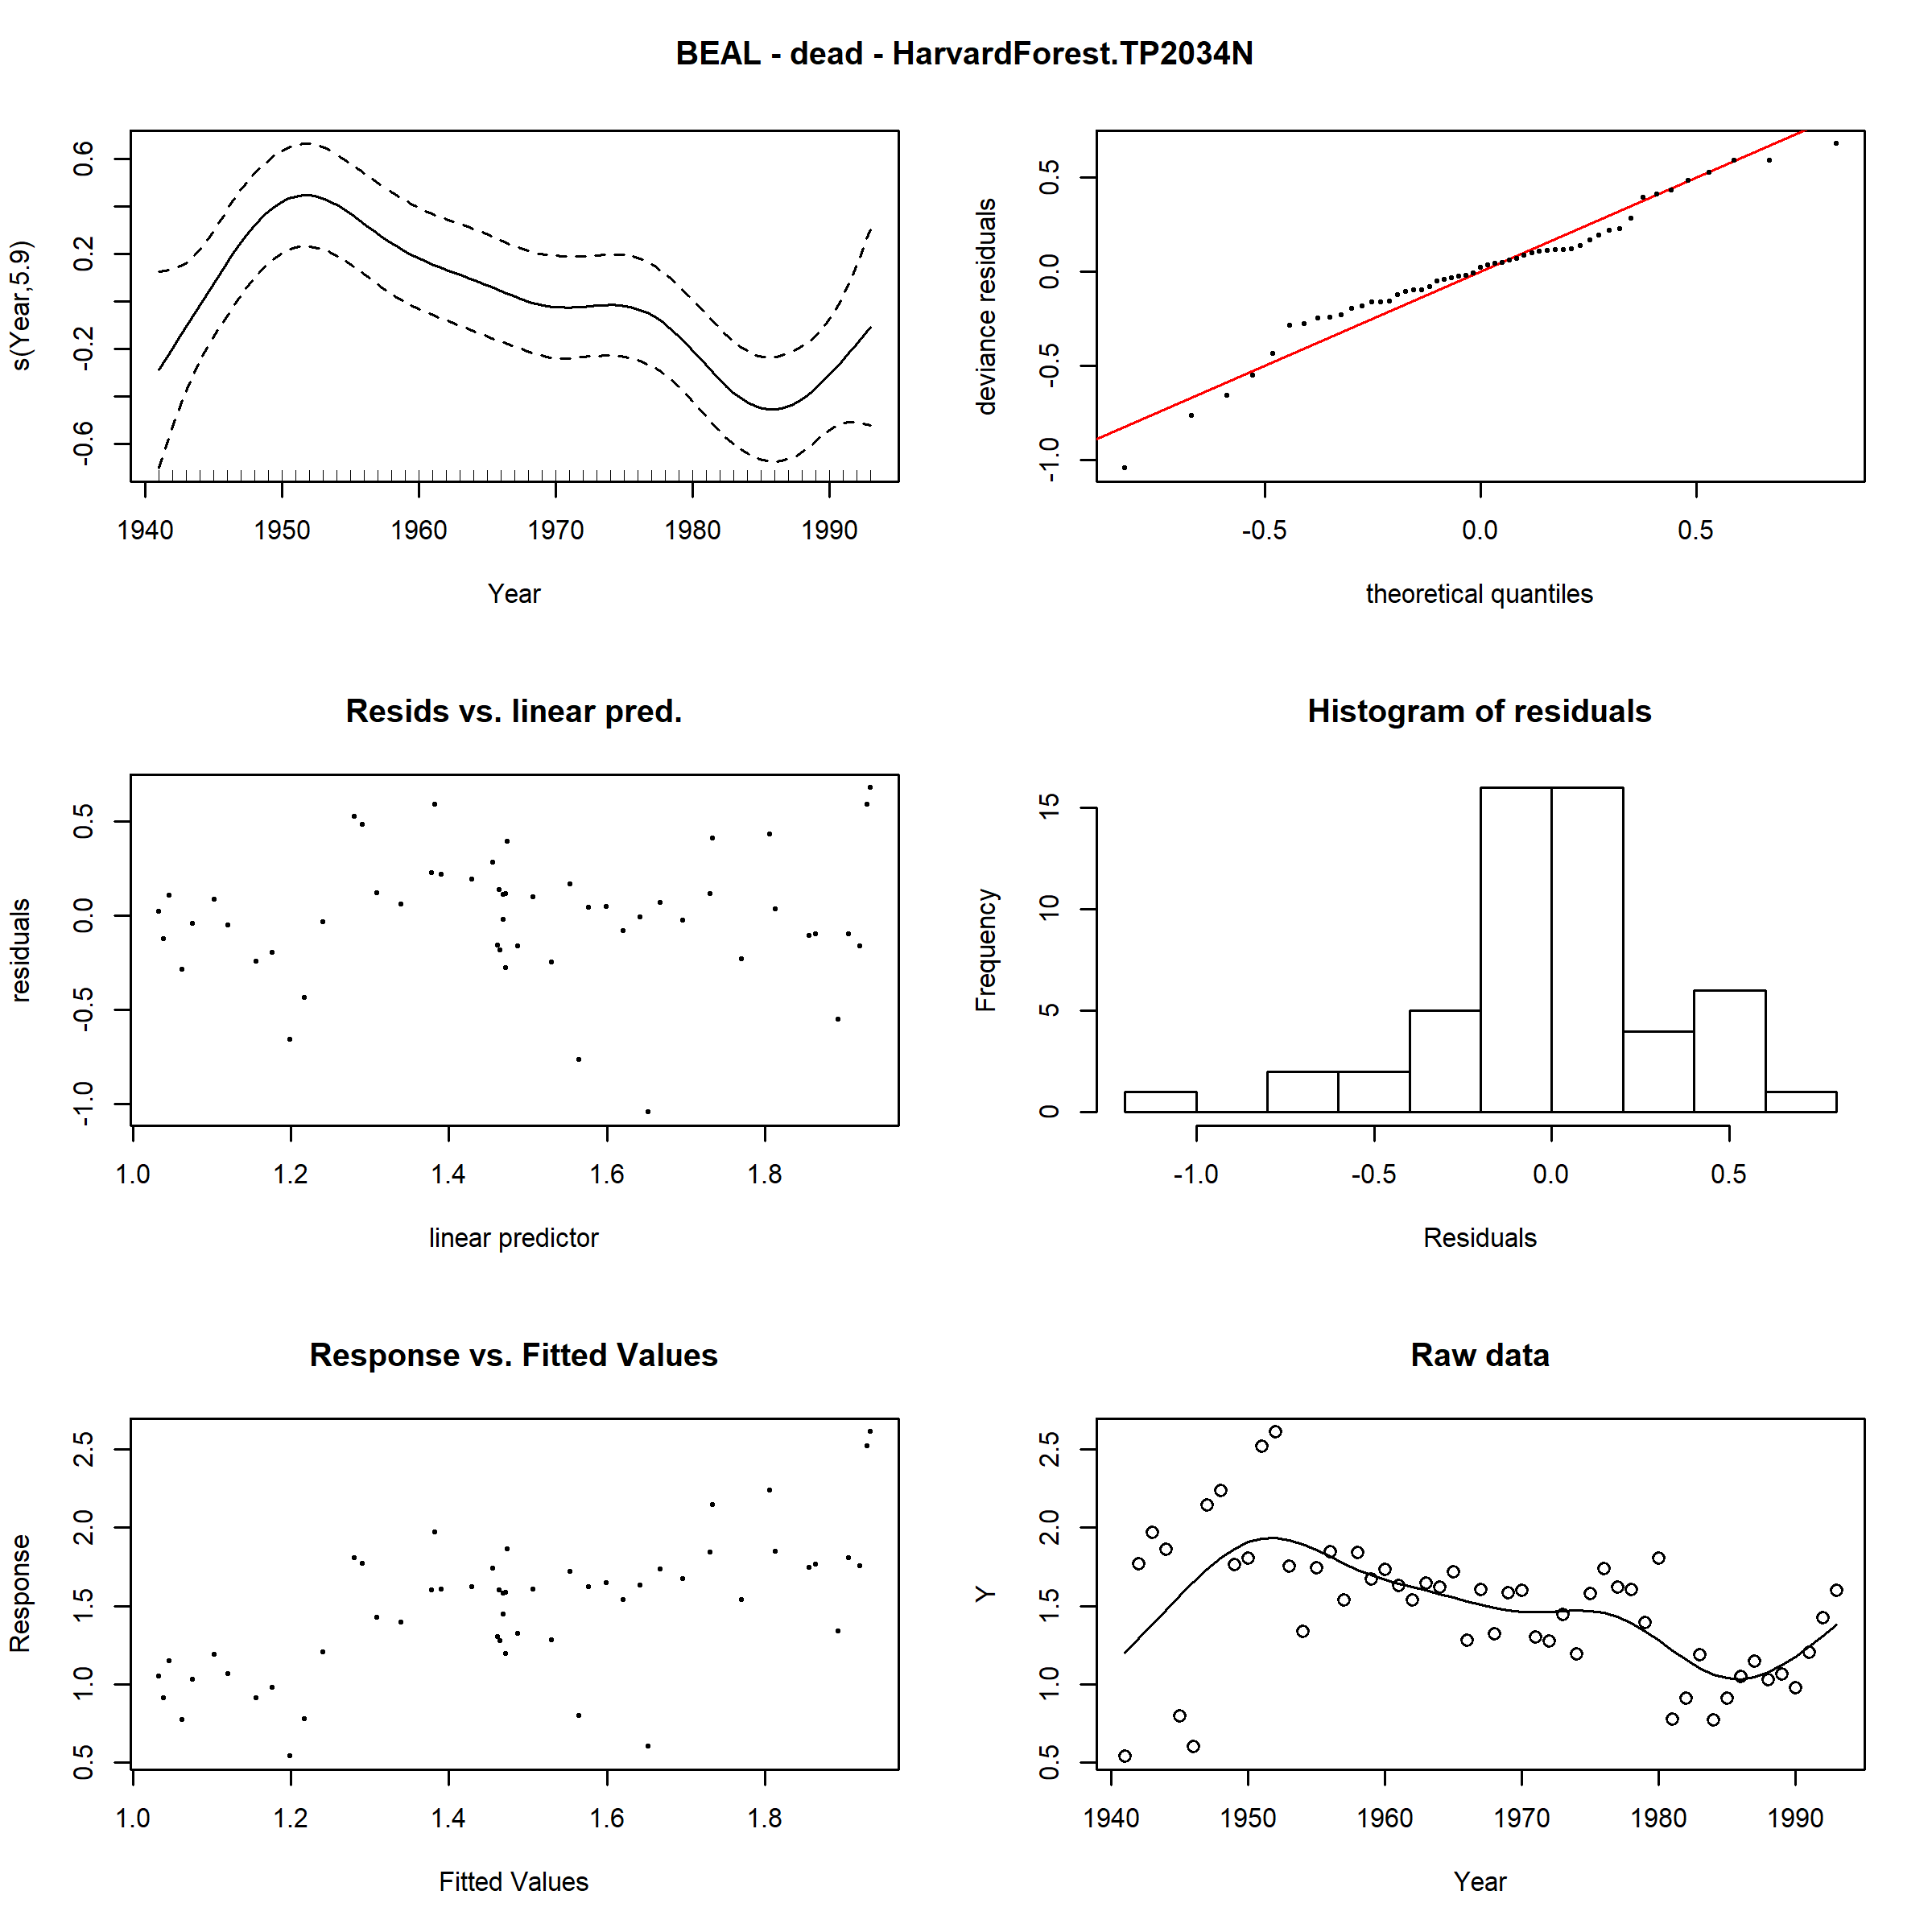 BEAL - dead - HarvardForest.TP2034N
s(Year,5.9)
-0.6 -0.2 0.2 0.6
1940 1950 1960 1970 1980 1990
Year
deviance residuals
-1.0 -0.5 0.0 0.5
-0.5 0.0 0.5
theoretical quantiles
Resids vs. linear pred.
residuals
-1.0 -0.5 0.0 0.5
1.0 1.2 1.4 1.6 1.8
linear predictor
Histogram of residuals
Frequency
0 5 10 15
-1.0 -0.5 0.0 0.5
Residuals
Response vs. Fitted Values
Response
0.5 1.0 1.5 2.0 2.5
1.0 1.2 1.4 1.6 1.8
Fitted Values
Raw data
Y
0.5 1.0 1.5 2.0 2.5
1940 1950 1960 1970 1980 1990
Year